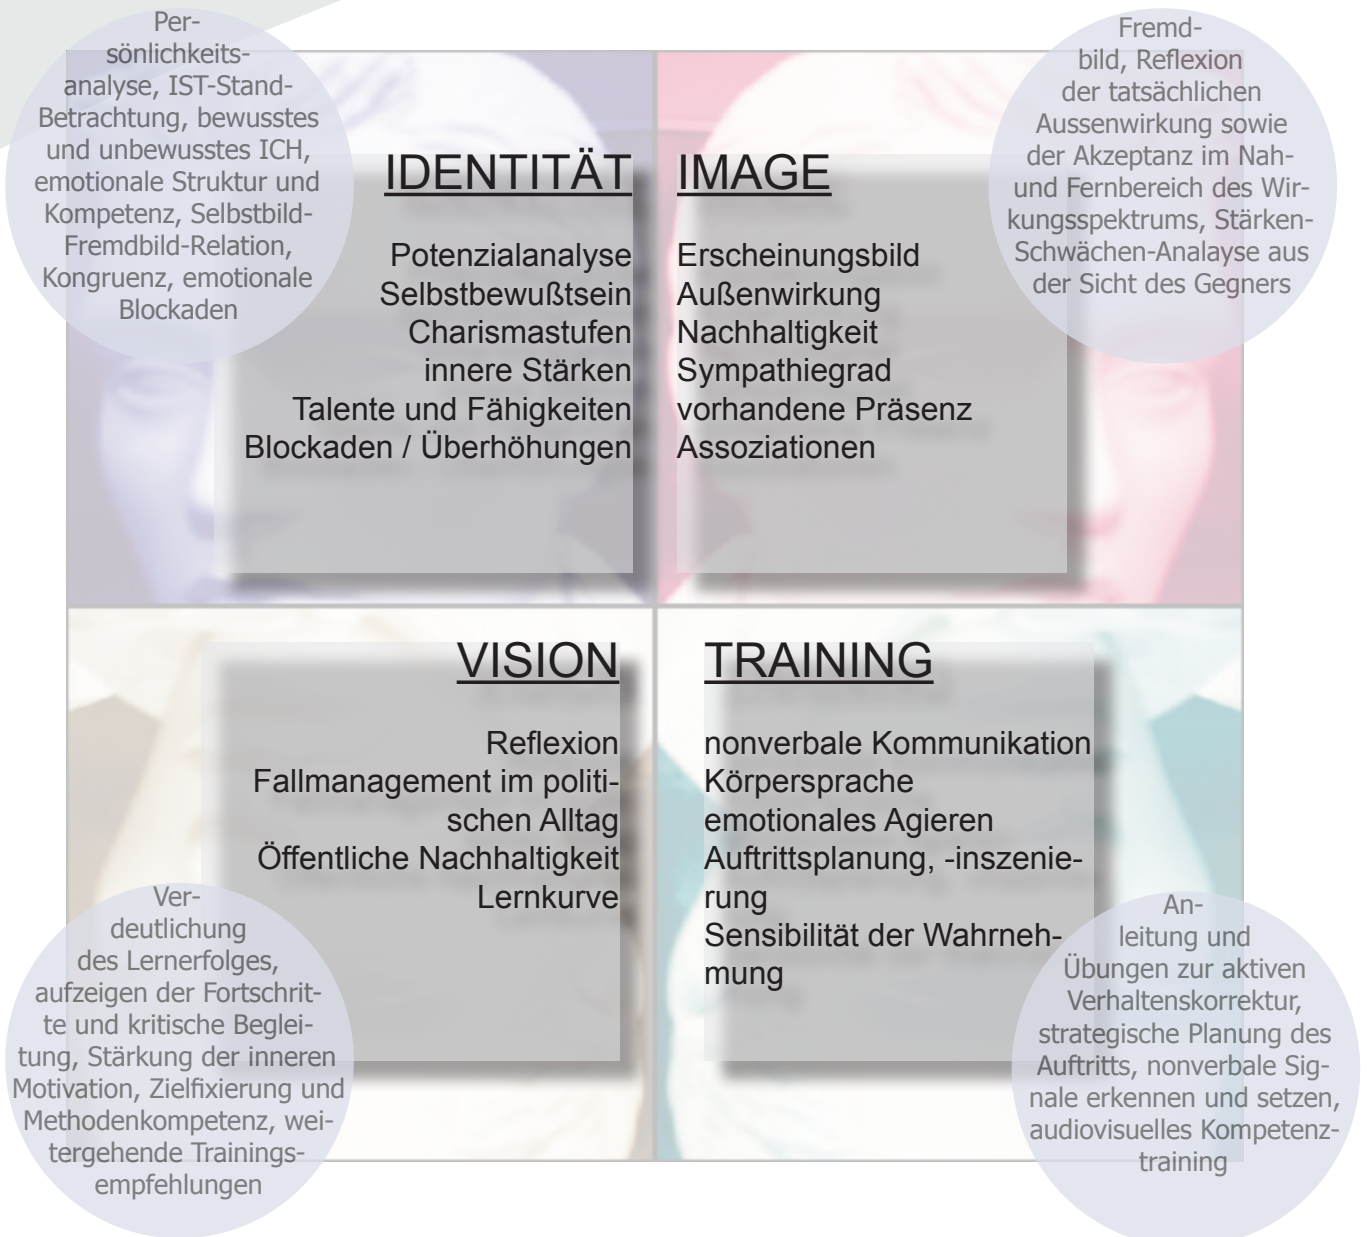 Per-
sönlichkeits-
analyse, IST-Stand-
Betrachtung, bewusstes
und unbewusstes ICH,
emotionale Struktur und
Kompetenz, Selbstbild-
Fremdbild-Relation,
Kongruenz, emotionale
Blockaden
IDENTITÄT
Potenzialanalyse
Selbstbewußtsein
Charismastufen
innere Stärken
Talente und Fähigkeiten
Blockaden / Überhöhungen
IMAGE
Erscheinungsbild
Außenwirkung
Nachhaltigkeit
Sympathiegrad
vorhandene Präsenz
Assoziationen
Fremd-
bild, Reflexion
der tatsächlichen
Aussenwirkung sowie
der Akzeptanz im Nah-
und Fernbereich des Wir-
kungsspektrums, Stärken-
Schwächen-Analayse aus
der Sicht des Gegners
VISION
Reflexion
Fallmanagement im politi-
schen Alltag
Öffentliche Nachhaltigkeit
Lernkurve
Ver-
deutlichung
des Lernerfolges,
aufzeigen der Fortschrit-
te und kritische Beglei-
tung, Stärkung der inneren
Motivation, Zielfixierung und
Methodenkompetenz, wei-
tergehende Trainings-
empfehlungen
TRAINING
nonverbale Kommunikation
Körpersprache
emotionales Agieren
Auftrittsplanung, -inszenie-
rung
Sensibilität der Wahrneh-
mung
An-
leitung und
Übungen zur aktiven
Verhaltenskorrektur,
strategische Planung des
Auftritts, nonverbale Sig-
nale erkennen und setzen,
audiovisuelles Kompetenz-
training